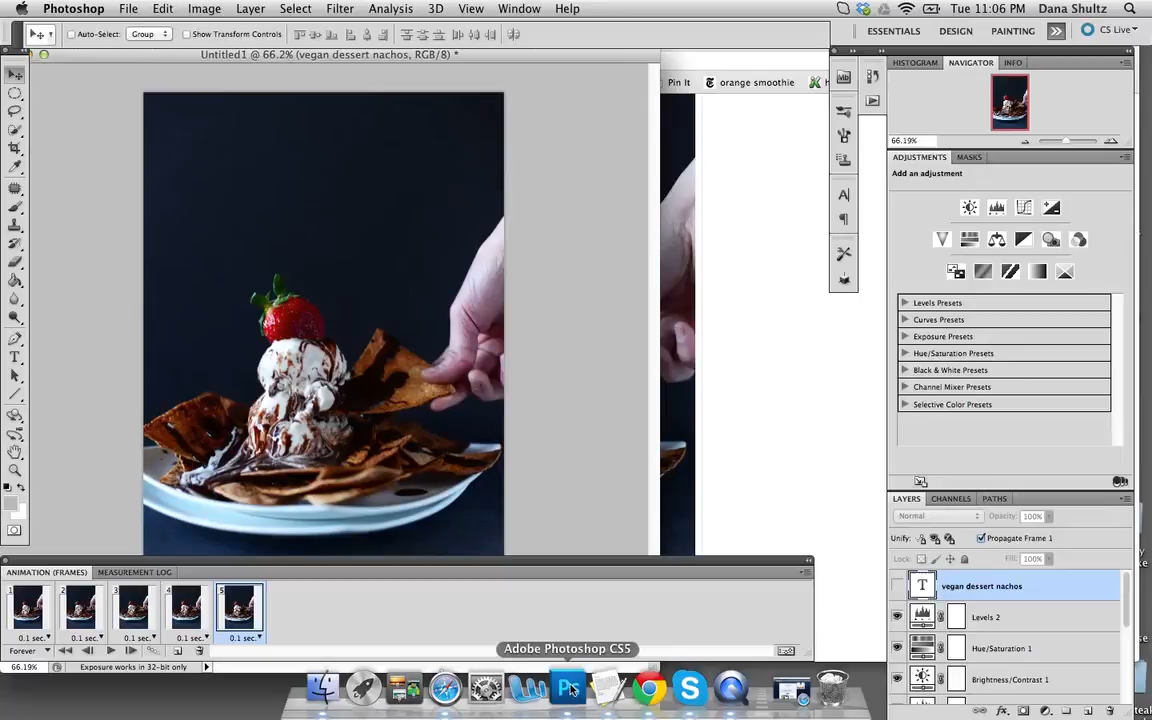 Photoshop File Edit Image Layer Select Filter Analysis 3D View Window Help Tue 11:06 PM Dana Shultz
Auto-Select: Group Show Transform Controls ESSENTIALS DESIGN PAINTING CS Live
Untitled1 @ 66.2% (vegan dessert nachos, RGB/8) *
Pin It orange smoothie
HISTOGRAM NAVIGATOR INFO
66.19%
ADJUSTMENTS MASKS
Add an adjustment
Levels Presets
Curves Presets
Exposure Presets
Hue/Saturation Presets
Black & White Presets
Channel Mixer Presets
Selective Color Presets
LAYERS CHANNELS PATHS
Normal Opacity: 100%
Unify: Propagate Frame 1
Lock: Fill: 100%
T vegan dessert nachos
Levels 2
Hue/Saturation 1
Brightness/Contrast 1
ANIMATION (FRAMES) MEASUREMENT LOG
1 2 3 4 5
0.1 sec. 0.1 sec. 0.1 sec. 0.1 sec. 0.1 sec.
Forever
66.19% Exposure works in 32-bit only
Adobe Photoshop CS5
Ps